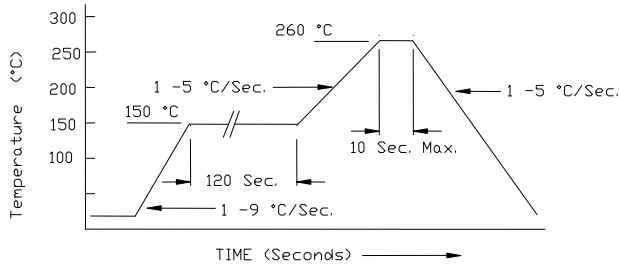 300
260 °C
250
200
1 -5 °C/Sec.
1 -5 °C/Sec.
150 °C
150
10 Sec. Max.
100
120 Sec.
1 -9 °C/Sec.
Temperature (°C)
TIME (Seconds)